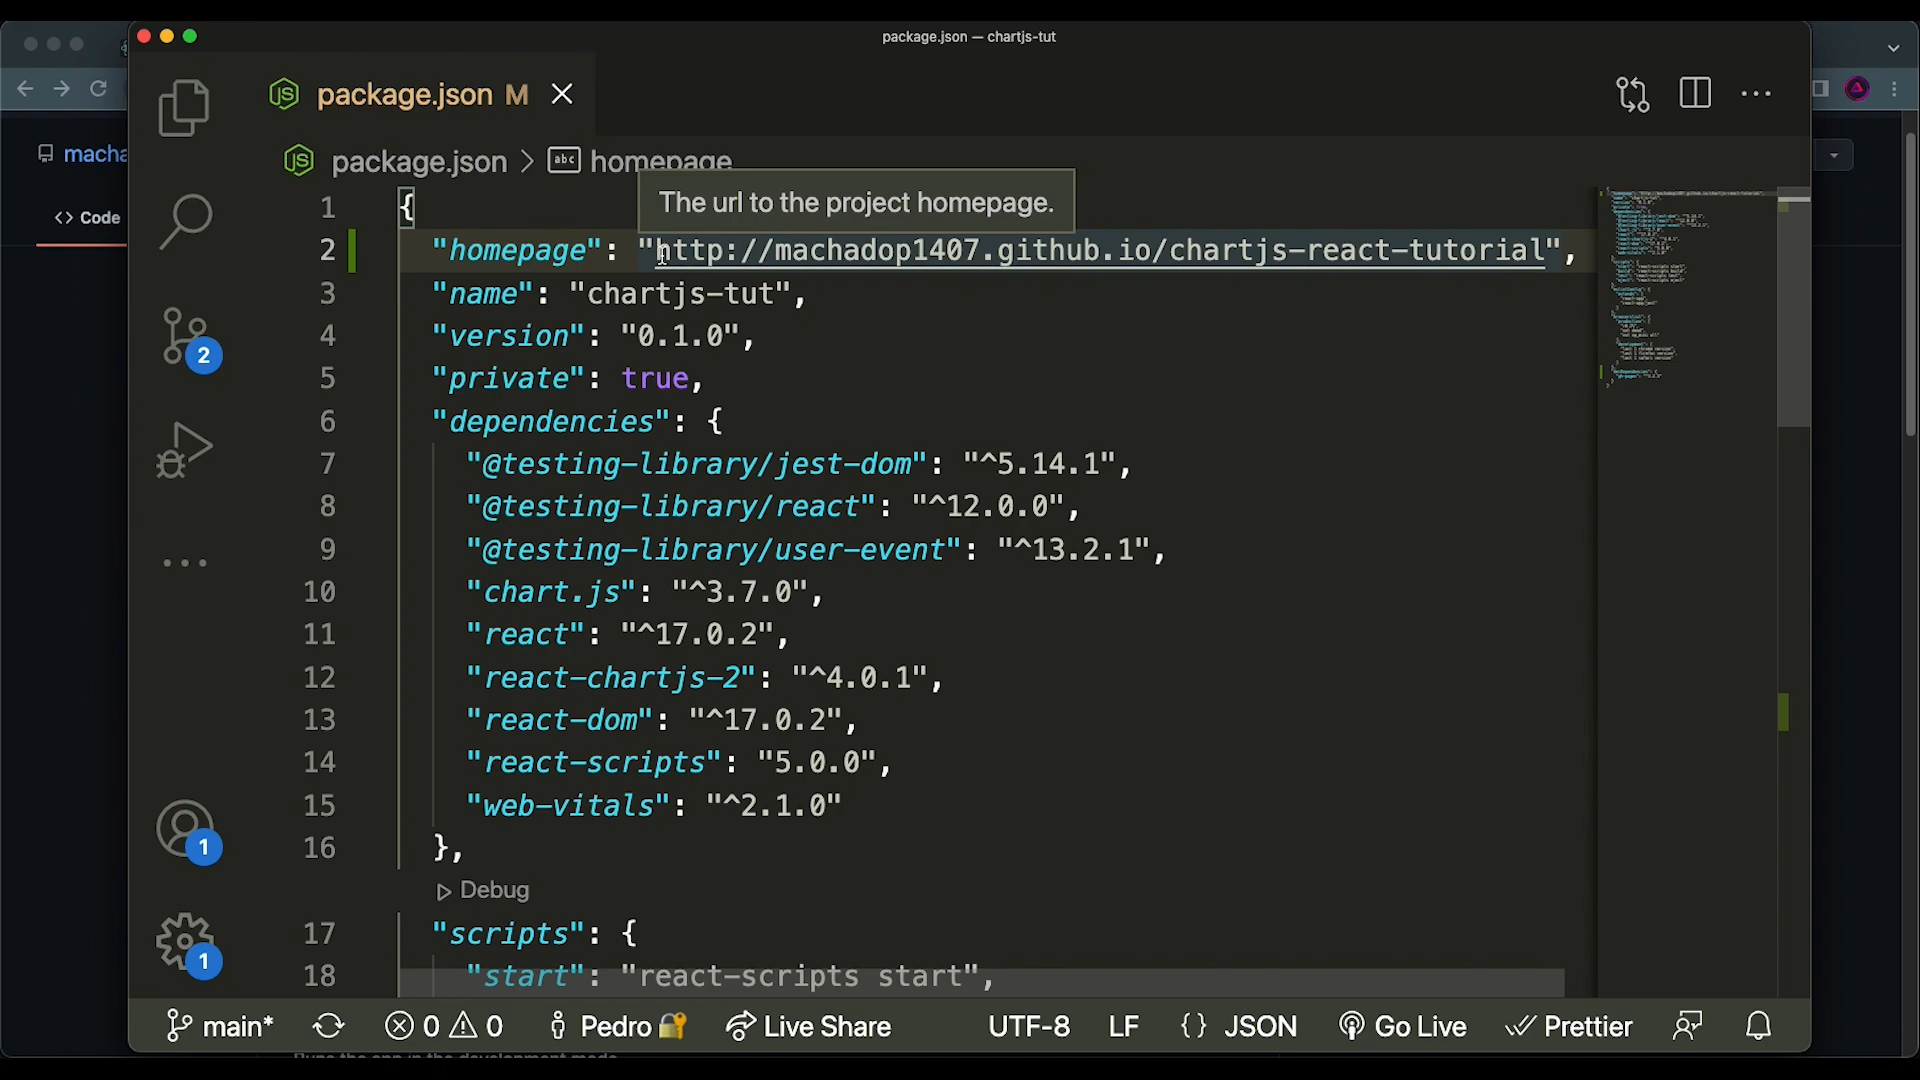 package.json — chartjs-tut
package.json M
package.json > homepage
The url to the project homepage.
macha
<> Code
1 {
2 "homepage": "http://machadop1407.github.io/chartjs-react-tutorial",
3 "name": "chartjs-tut",
4 "version": "0.1.0",
5 "private": true,
6 "dependencies": {
7 "@testing-library/jest-dom": "^5.14.1",
8 "@testing-library/react": "^12.0.0",
9 "@testing-library/user-event": "^13.2.1",
10 "chart.js": "^3.7.0",
11 "react": "^17.0.2",
12 "react-chartjs-2": "^4.0.1",
13 "react-dom": "^17.0.2",
14 "react-scripts": "5.0.0",
15 "web-vitals": "^2.1.0"
16 },
Debug
17 "scripts": {
18 "start": "react-scripts start",
2
1
1
main* 0 0 Pedro Live Share UTF-8 LF {} JSON Go Live Prettier